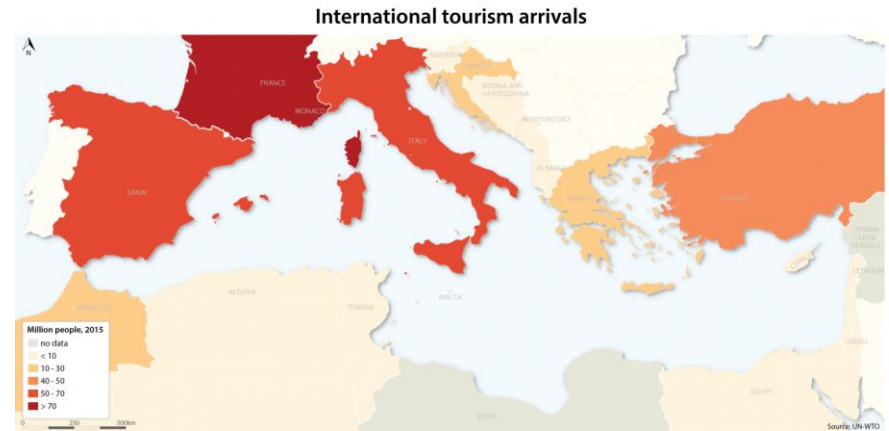 International tourism arrivals
N
FRANCE
MONACO
SLOVENIA
CROATIA
BOSNIA AND
HERZEGOVINA
MONTENEGRO
ITALY
ALBANIA
SPAIN
GREECE
TURKEY
SYRIAN
ARAB
REPUBLIC
CYPRUS
LEBANON
MOROCCO
ALGERIA
TUNISIA
MALTA
ISRAEL
LIBYA
EGYPT
Million people, 2015
no data
< 10
10 - 30
40 - 50
50 - 70
> 70
0 250 500km
Source: UN-WTO